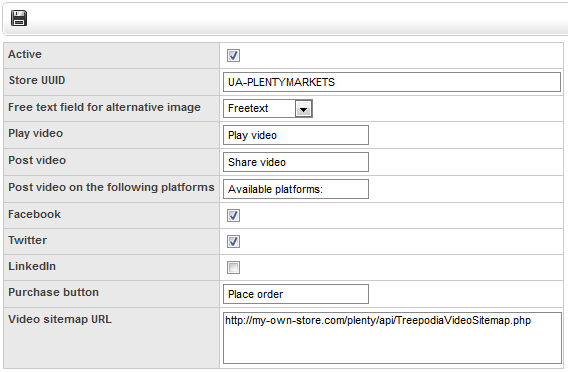 Active
Store UUID UA-PLENTYMARKETS
Free text field for alternative image Freetext
Play video Play video
Post video Share video
Post video on the following platforms Available platforms:
Facebook
Twitter
LinkedIn
Purchase button Place order
Video sitemap URL http://my-own-store.com/plenty/api/TreepodiaVideoSitemap.php